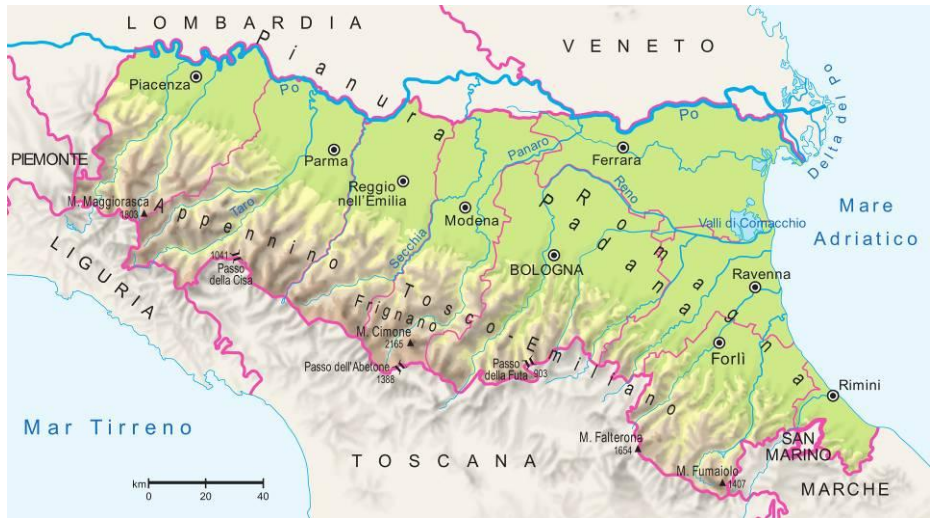 LOMBARDIA
VENETO
Pianura
Padana
Piacenza
Po
Po
Delta del Po
PIEMONTE
Parma
Panaro
Ferrara
Reggio
nell'Emilia
Reno
M. Maggiorasca
1803
Appennino
Tosco-Emiliano
Taro
Modena
Romagna
Valli di Comacchio
Mare
Adriatico
LIGURIA
1041
Passo
della Cisa
Secchia
BOLOGNA
Ravenna
Frignano
M. Cimone
2165
Passo dell'Abetone
1388
Passo
della Futa
903
Forlì
Rimini
Mar Tirreno
TOSCANA
M. Falterona
1654
SAN
MARINO
M. Fumaiolo
1407
MARCHE
km
0 20 40